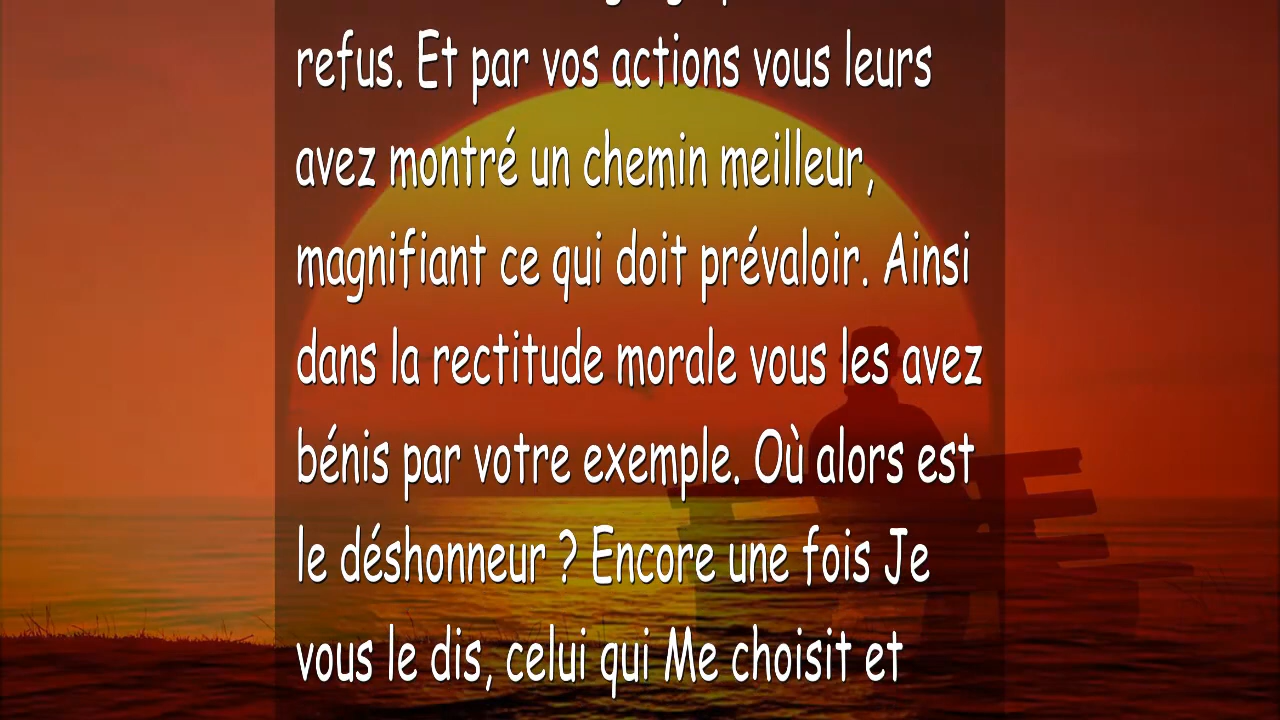 refus. Et par vos actions vous leurs
avez montré un chemin meilleur,
magnifiant ce qui doit prévaloir. Ainsi
dans la rectitude morale vous les avez
bénis par votre exemple. Où alors est
le déshonneur ? Encore une fois Je
vous le dis, celui qui Me choisit et